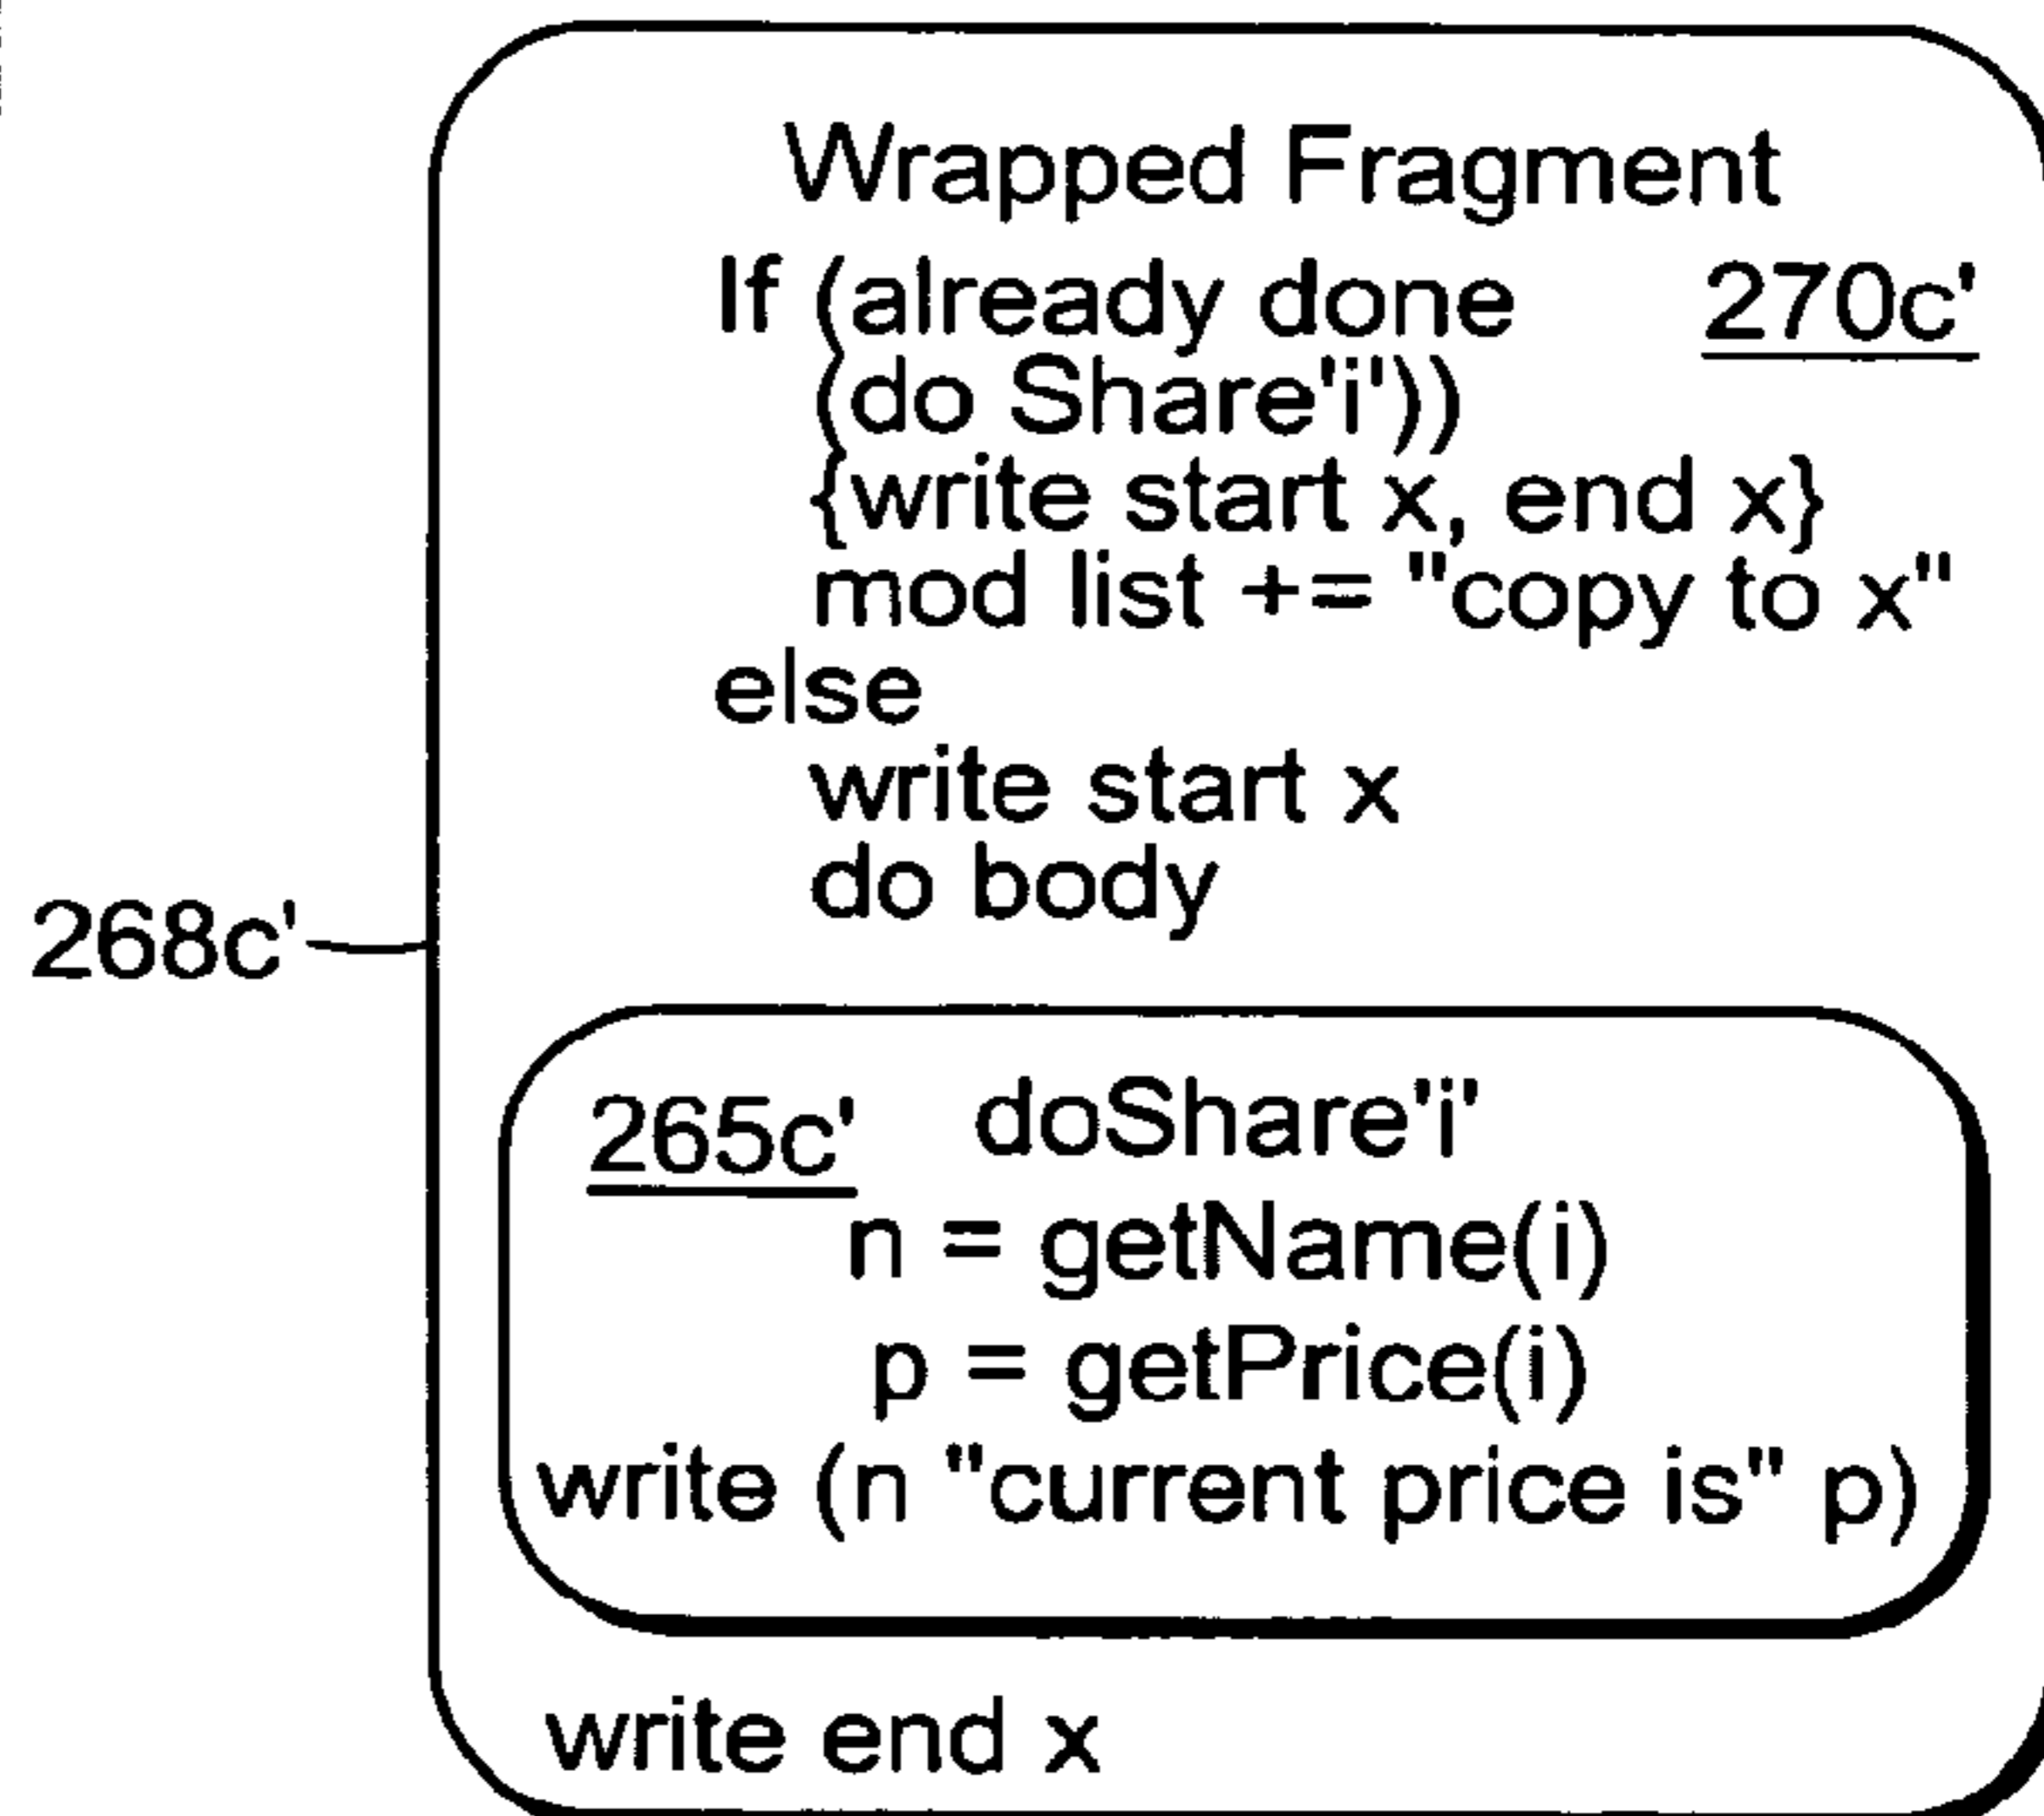 Wrapped Fragment
If (already done 270c'
(do Share'i'))
{write start x, end x}
mod list += "copy to x"
else
write start x
do body
268c'
265c' doShare'i'
n = getName(i)
p = getPrice(i)
write (n "current price is" p)
write end x